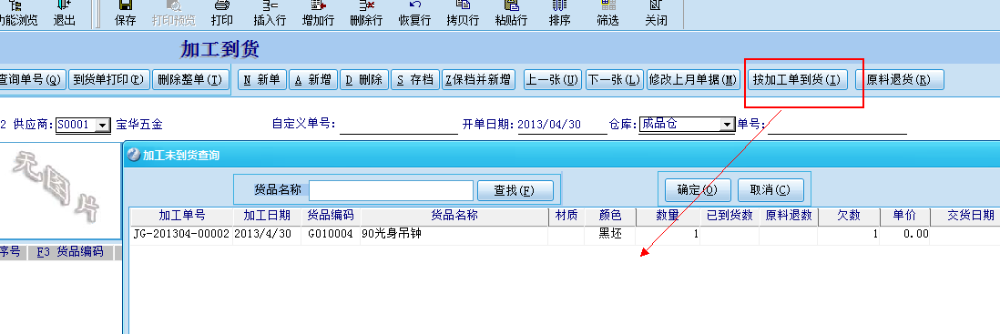 功能浏览 退出 保存 打印预览 打印 插入行 增加行 删除行 恢复行 拷贝行 粘贴行 排序 筛选 关闭
加工到货
查询单号(Q) 到货单打印(P) 删除整单(T) N 新单 A 新增 D 删除 S 存档 Z保档并新增 上一张(U) 下一张(L) 修改上月单据(M) 按加工单到货(I) 原料退货(R)
2 供应商: S0001 宝华五金 自定义单号: 开单日期: 2013/04/30 仓库: 成品仓 单号:
无图片
加工未到货查询
货品名称 查找(F) 确定(O) 取消(C)
加工单号 加工日期 货品编码 货品名称 材质 颜色 数量 已到货数 原料退数 欠数 单价 交货日期
JG-201304-00002 2013/4/30 G010004 90光身吊钟 黑坯 1 1 0.00
序号 F3 货品编码